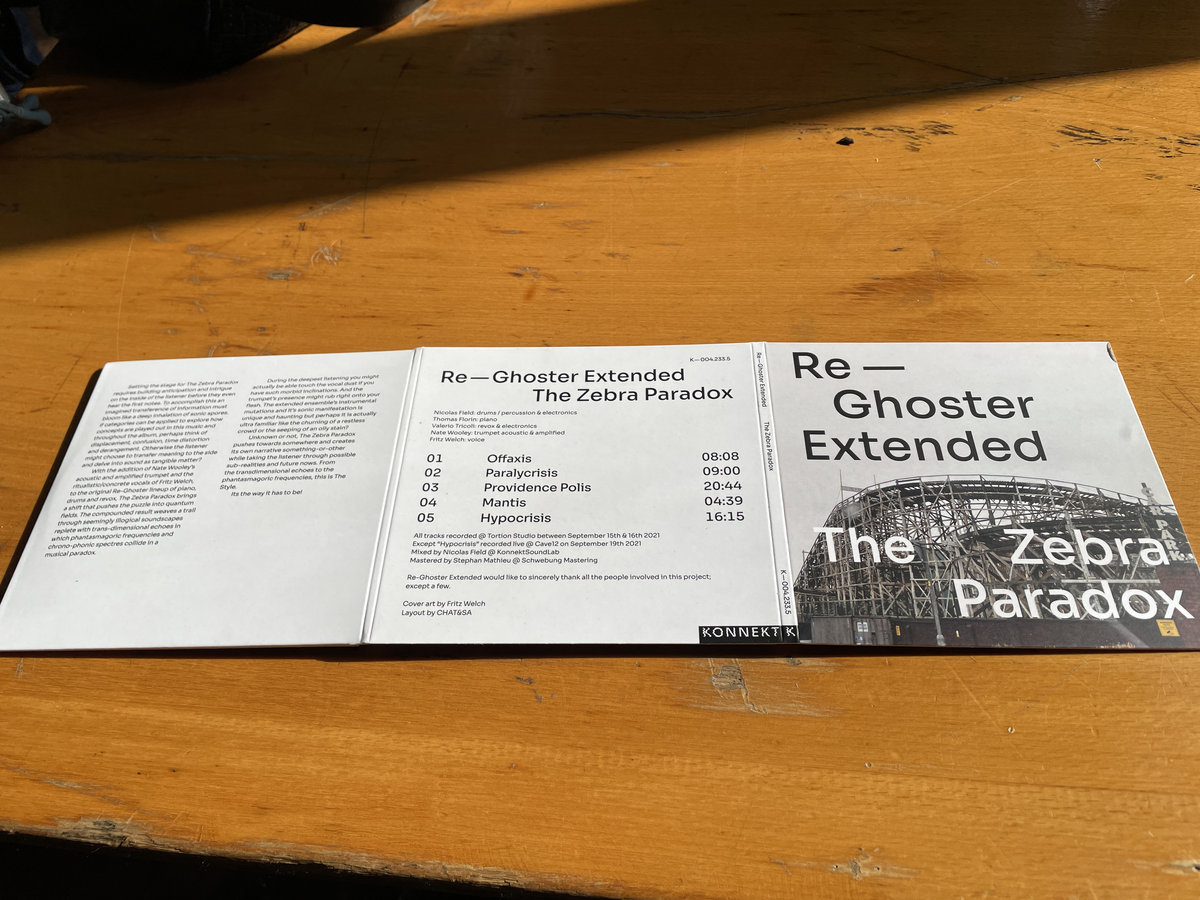 Setting the stage for The Zebra Paradox
requires building anticipation and intrigue
on the inside of the listener before they even
hear the first notes. To accomplish this an
imagined transference of information must
bloom like a deep inhalation of sonic spores.
If categories can be applied to explore how
concepts are played out in this music and
throughout the album, perhaps think of
displacement, confusion, time distortion
and derangement. Otherwise the listener
might choose to transfer meaning to the side
and delve into sound as tangible matter?
With the addition of Nate Wooley's
acoustic and amplified trumpet and the
ritualistic/concrete vocals of Fritz Welch,
to the original Re-Ghoster lineup of piano,
drums and revox, The Zebra Paradox brings
a shift that pushes the puzzle into quantum
fields. The compounded result weaves a trail
through seemingly illogical soundscapes
replete with trans-dimensional echoes in
which phantasmagoric frequencies and
chrono-phonic spectres collide in a
musical paradox.
During the deepest listening you might
actually be able touch the vocal dust if you
have such morbid inclinations. And the
trumpet's presence might rub right onto your
flesh. The extended ensemble's instrumental
mutations and it's sonic manifestation is
unique and haunting but perhaps it is actually
ultra familiar like the churning of a restless
crowd or the seeping of an oily stain?
Unknown or not, The Zebra Paradox
pushes towards somewhere and creates
its own narrative something-or-other
while taking the listener through possible
sub-realities and future nows. From
the transdimensional echoes to the
phantasmagoric frequencies, this is The
Style.
Its the way it has to be!
K—004.233.5
Re—Ghoster Extended
The Zebra Paradox
Nicolas Field: drums / percussion & electronics
Thomas Florin: piano
Valerio Tricoli: revox & electronics
Nate Wooley: trumpet acoustic & amplified
Fritz Welch: voice
01 Offaxis 08:08
02 Paralycrisis 09:00
03 Providence Polis 20:44
04 Mantis 04:39
05 Hypocrisis 16:15
All tracks recorded @ Tortion Studio between September 15th & 16th 2021
Except "Hypocrisis" recorded live @ Cave12 on September 19th 2021
Mixed by Nicolas Field @ KonnektSoundLab
Mastered by Stephan Mathieu @ Schwebung Mastering
Re-Ghoster Extended would like to sincerely thank all the people involved in this project;
except a few.
Cover art by Fritz Welch
Layout by CHAT&SA
KONNEKT
Re—Ghoster Extended The Zebra Paradox K—004.233.5
K
Re —
Ghoster
Extended
The Zebra
Paradox
PARK